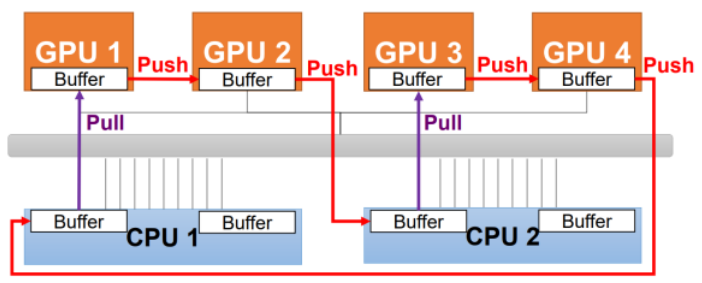 GPU 1
GPU 2
GPU 3
GPU 4
Push
Push
Push
Push
Buffer
Buffer
Buffer
Buffer
Pull
Pull
Buffer
Buffer
Buffer
Buffer
CPU 1
CPU 2